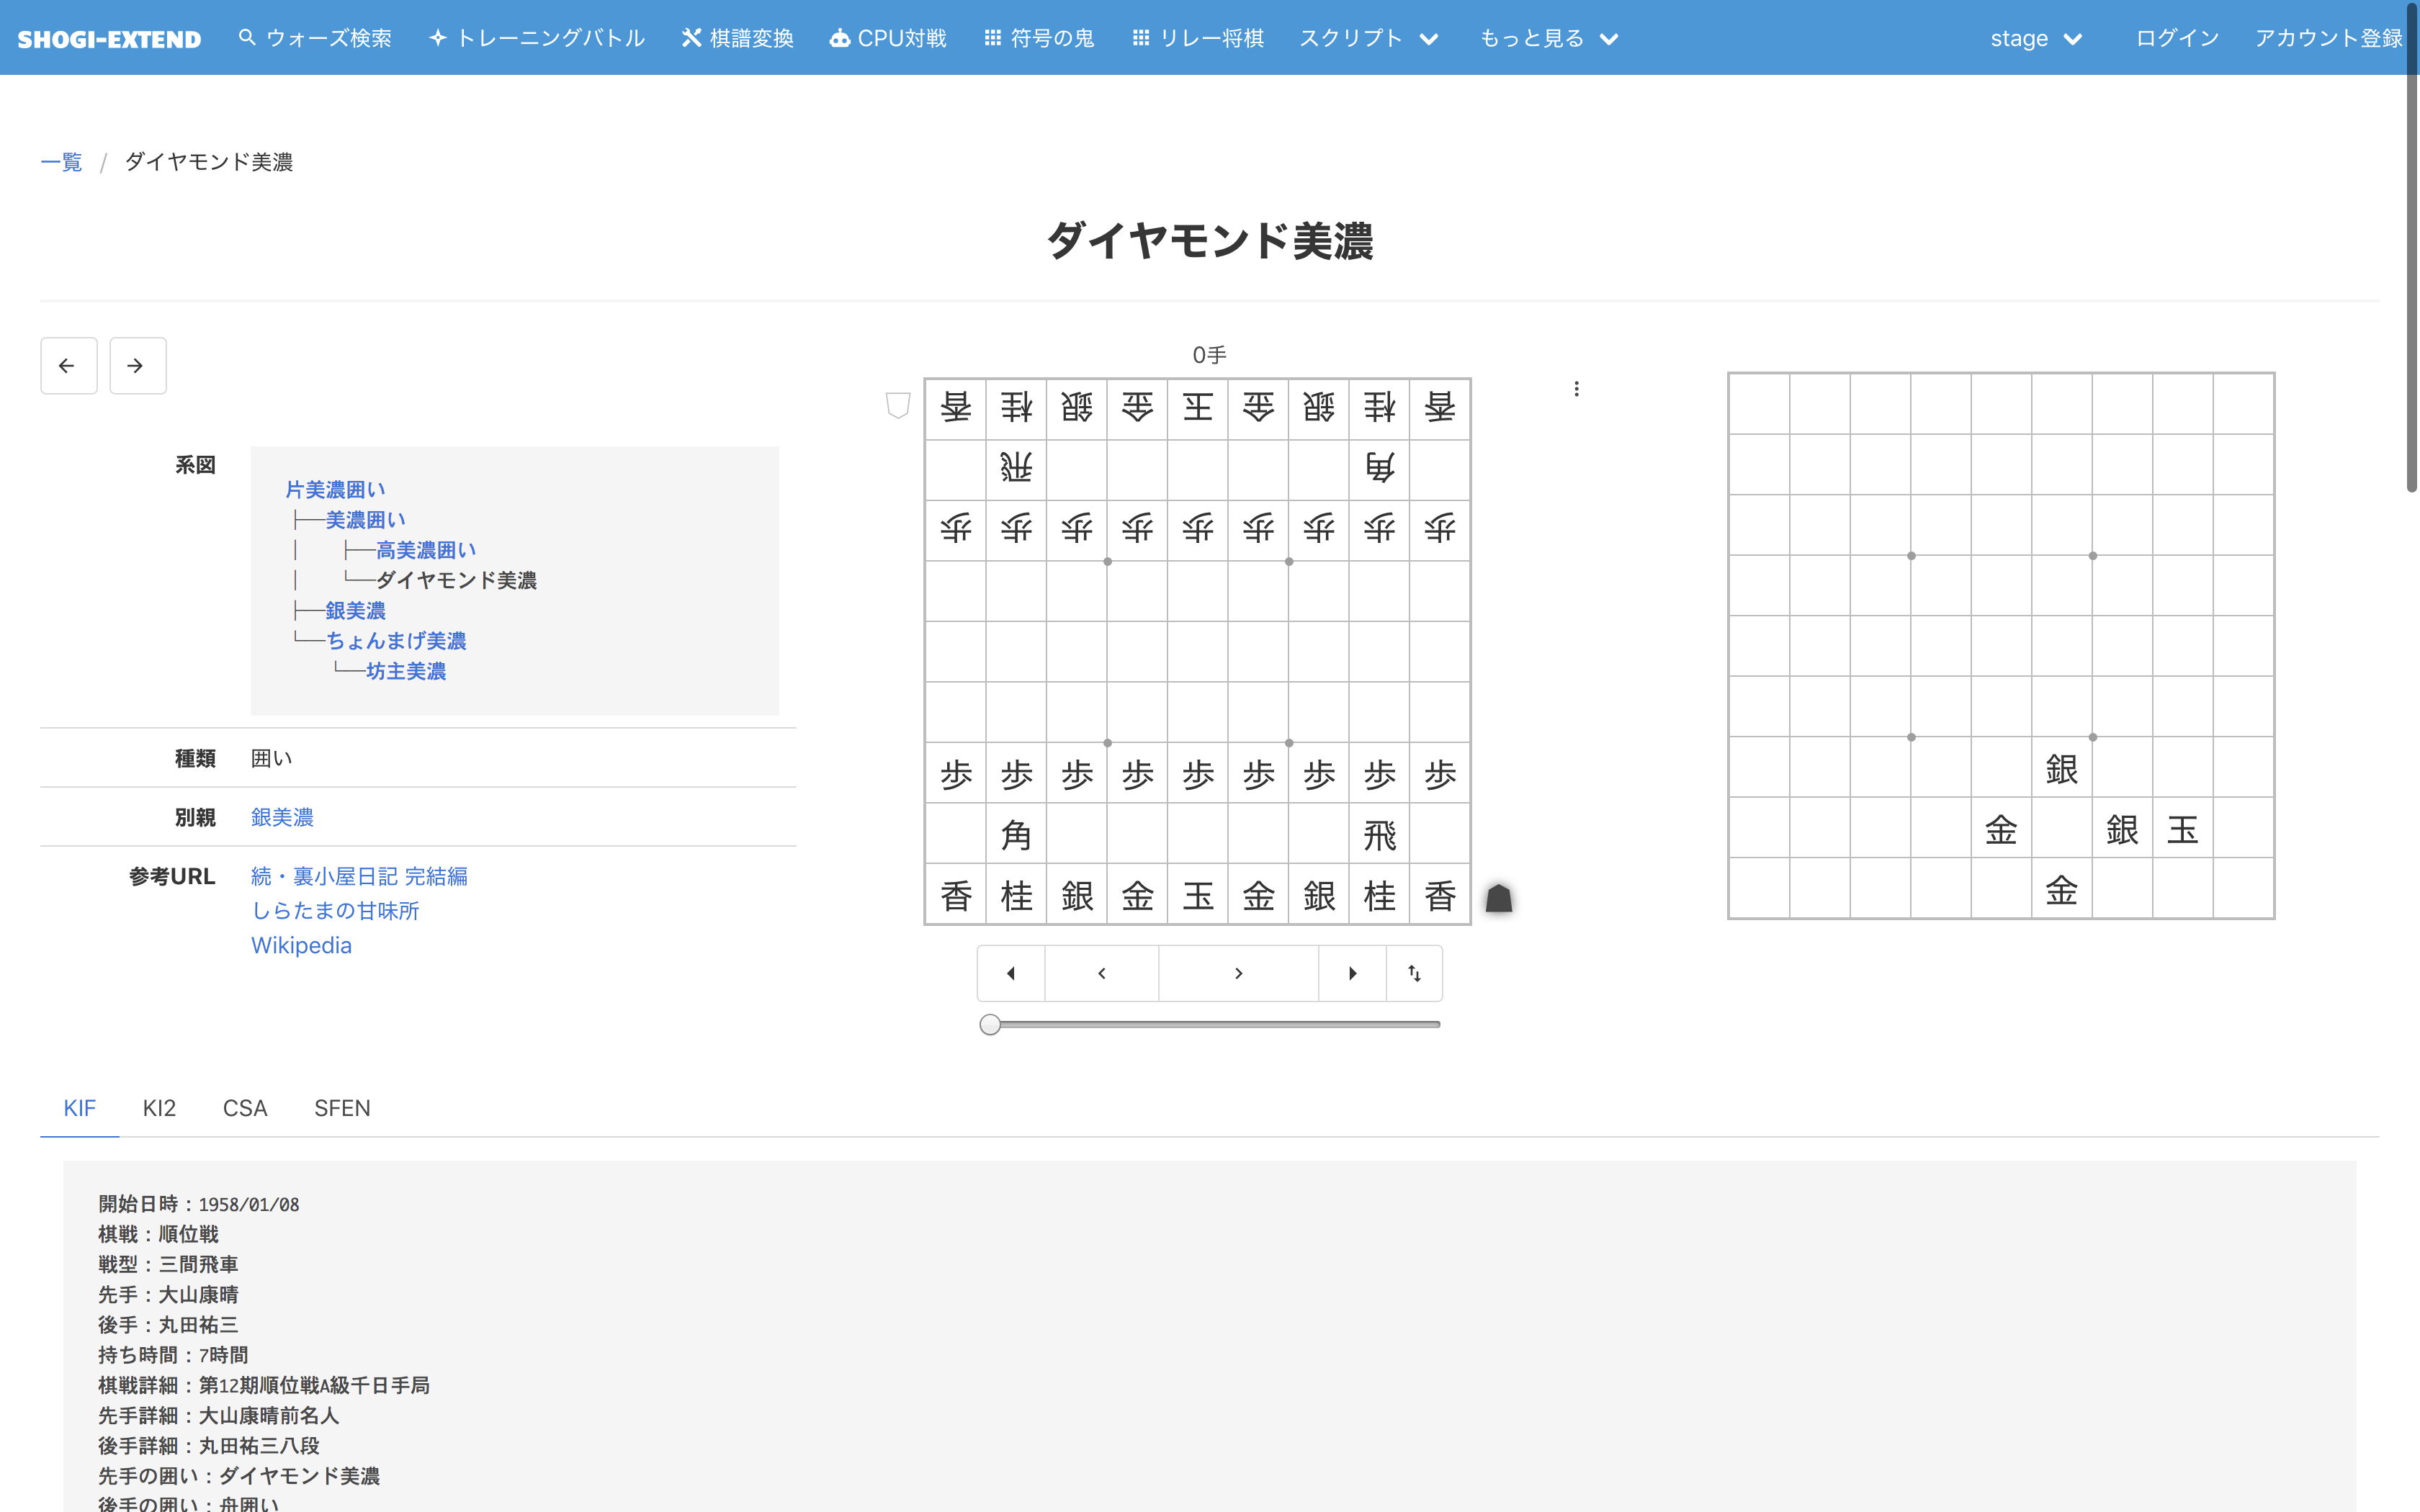 SHOGI-EXTEND ウォーズ検索 トレーニングバトル 棋譜変換 CPU対戦 符号の鬼 リレー将棋 スクリプト もっと見る stage ログイン アカウント登録
一覧 / ダイヤモンド美濃
ダイヤモンド美濃
系図
片美濃囲い
├──美濃囲い
│   ├──高美濃囲い
│   └──ダイヤモンド美濃
├──銀美濃
└──ちょんまげ美濃
    └──坊主美濃
種類 囲い
別親 銀美濃
参考URL 続・裏小屋日記 完結編
しらたまの甘味所
Wikipedia
0手
香 桂 銀 金 玉 金 銀 桂 香
飛 角
歩 歩 歩 歩 歩 歩 歩 歩 歩
歩 歩 歩 歩 歩 歩 歩 歩 歩
角 飛
香 桂 銀 金 玉 金 銀 桂 香
銀
金 銀 玉
金
KIF KI2 CSA SFEN
開始日時：1958/01/08
棋戦：順位戦
戦型：三間飛車
先手：大山康晴
後手：丸田祐三
持ち時間：7時間
棋戦詳細：第12期順位戦A級千日手局
先手詳細：大山康晴前名人
後手詳細：丸田祐三八段
先手の囲い：ダイヤモンド美濃
後手の囲い：舟囲い